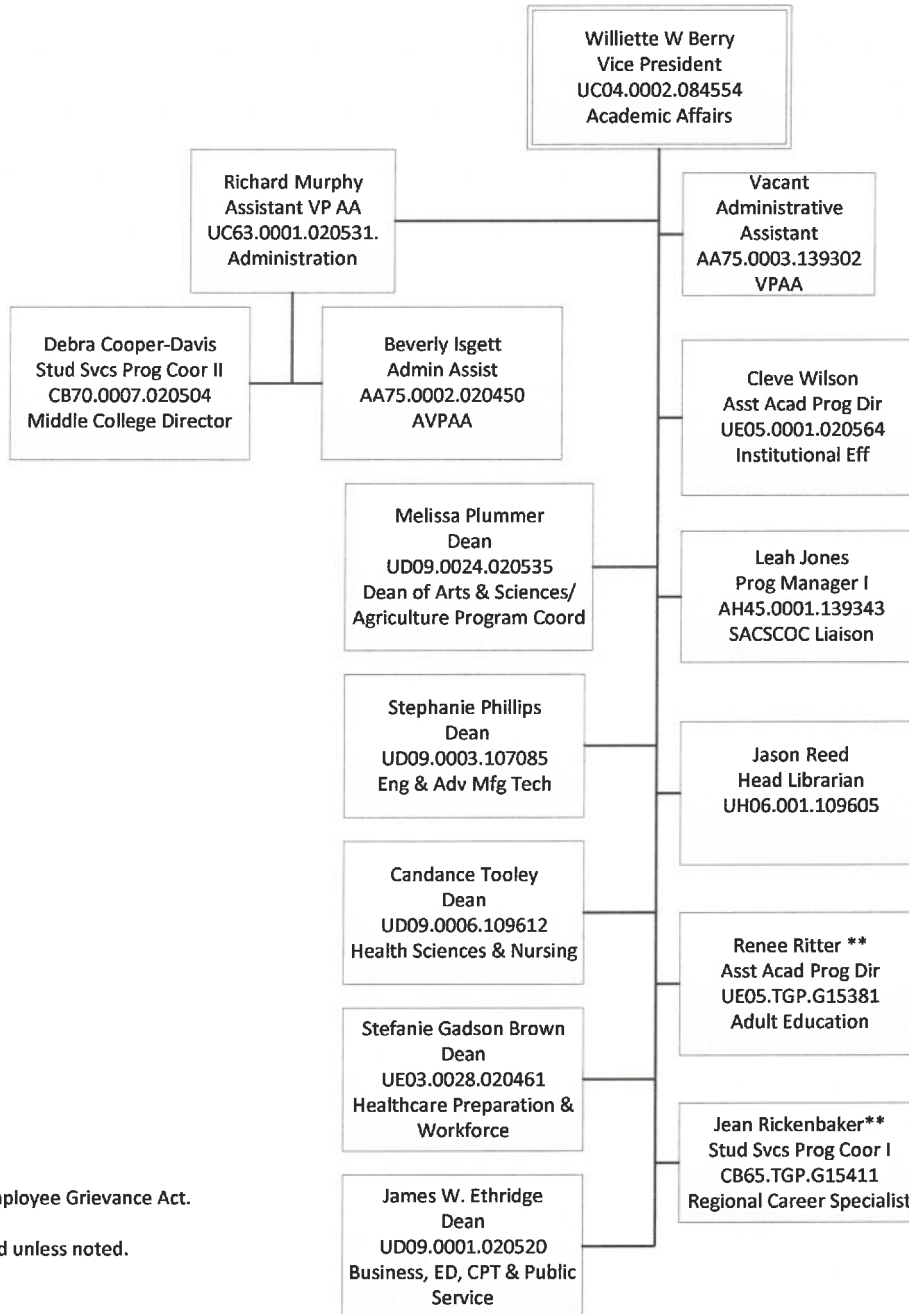 Williette W Berry
Vice President
UC04.0002.084554
Academic Affairs
Richard Murphy
Assistant VP AA
UC63.0001.020531.
Administration
Vacant
Administrative
Assistant
AA75.0003.139302
VPAA
Debra Cooper-Davis
Stud Svcs Prog Coor II
CB70.0007.020504
Middle College Director
Beverly Isgett
Admin Assist
AA75.0002.020450
AVPAA
Cleve Wilson
Asst Acad Prog Dir
UE05.0001.020564
Institutional Eff
Melissa Plummer
Dean
UD09.0024.020535
Dean of Arts & Sciences/
Agriculture Program Coord
Leah Jones
Prog Manager I
AH45.0001.139343
SACSCOC Liaison
Stephanie Phillips
Dean
UD09.0003.107085
Eng & Adv Mfg Tech
Jason Reed
Head Librarian
UH06.001.109605
Candance Tooley
Dean
UD09.0006.109612
Health Sciences & Nursing
Renee Ritter **
Asst Acad Prog Dir
UE05.TGP.G15381
Adult Education
Stefanie Gadson Brown
Dean
UE03.0028.020461
Healthcare Preparation &
Workforce
Jean Rickenbaker**
Stud Svcs Prog Coor I
CB65.TGP.G15411
Regional Career Specialist
James W. Ethridge
Dean
UD09.0001.020520
Business, ED, CPT & Public
Service
mployee Grievance Act.
d unless noted.